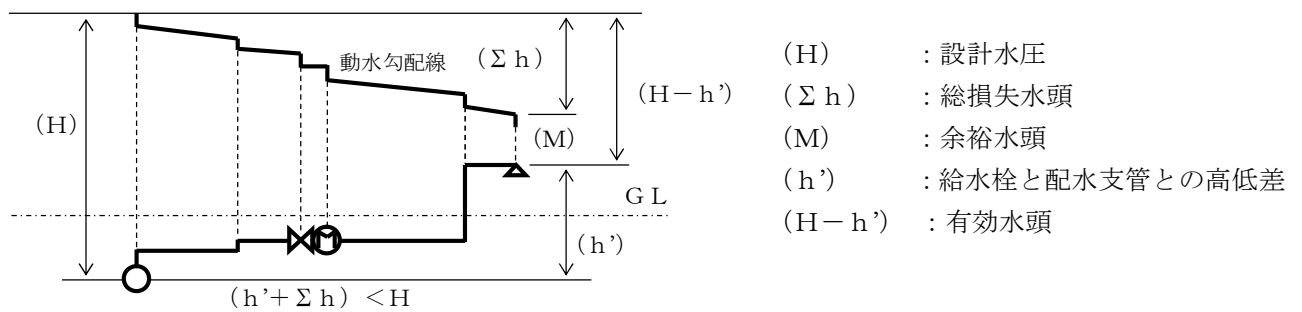 動水勾配線
(Σh)
(H)
(H-h’)
(M)
GL
M
(h’)
(h’+Σh)<H
(H) :設計水圧
(Σh) :総損失水頭
(M) :余裕水頭
(h’) :給水栓と配水支管との高低差
(H-h’) :有効水頭